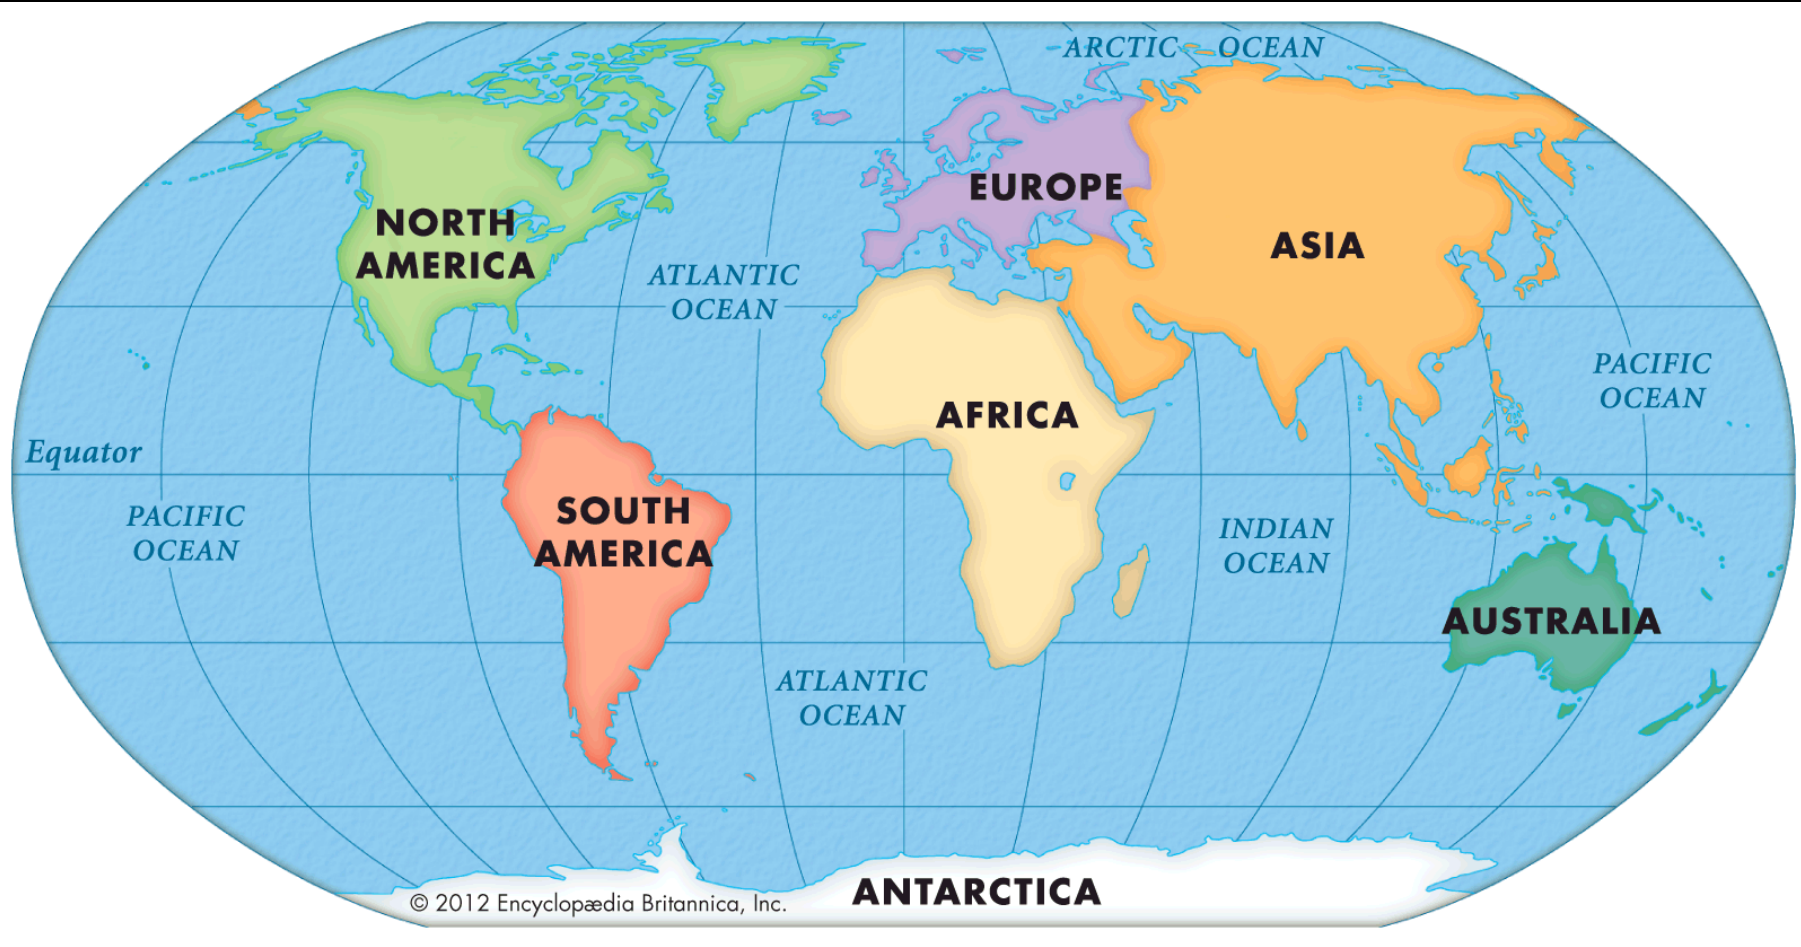 ARCTIC OCEAN
EUROPE
NORTH
AMERICA
ASIA
ATLANTIC
OCEAN
PACIFIC
OCEAN
AFRICA
Equator
SOUTH
AMERICA
PACIFIC
OCEAN
INDIAN
OCEAN
AUSTRALIA
ATLANTIC
OCEAN
ANTARCTICA
© 2012 Encyclopædia Britannica, Inc.